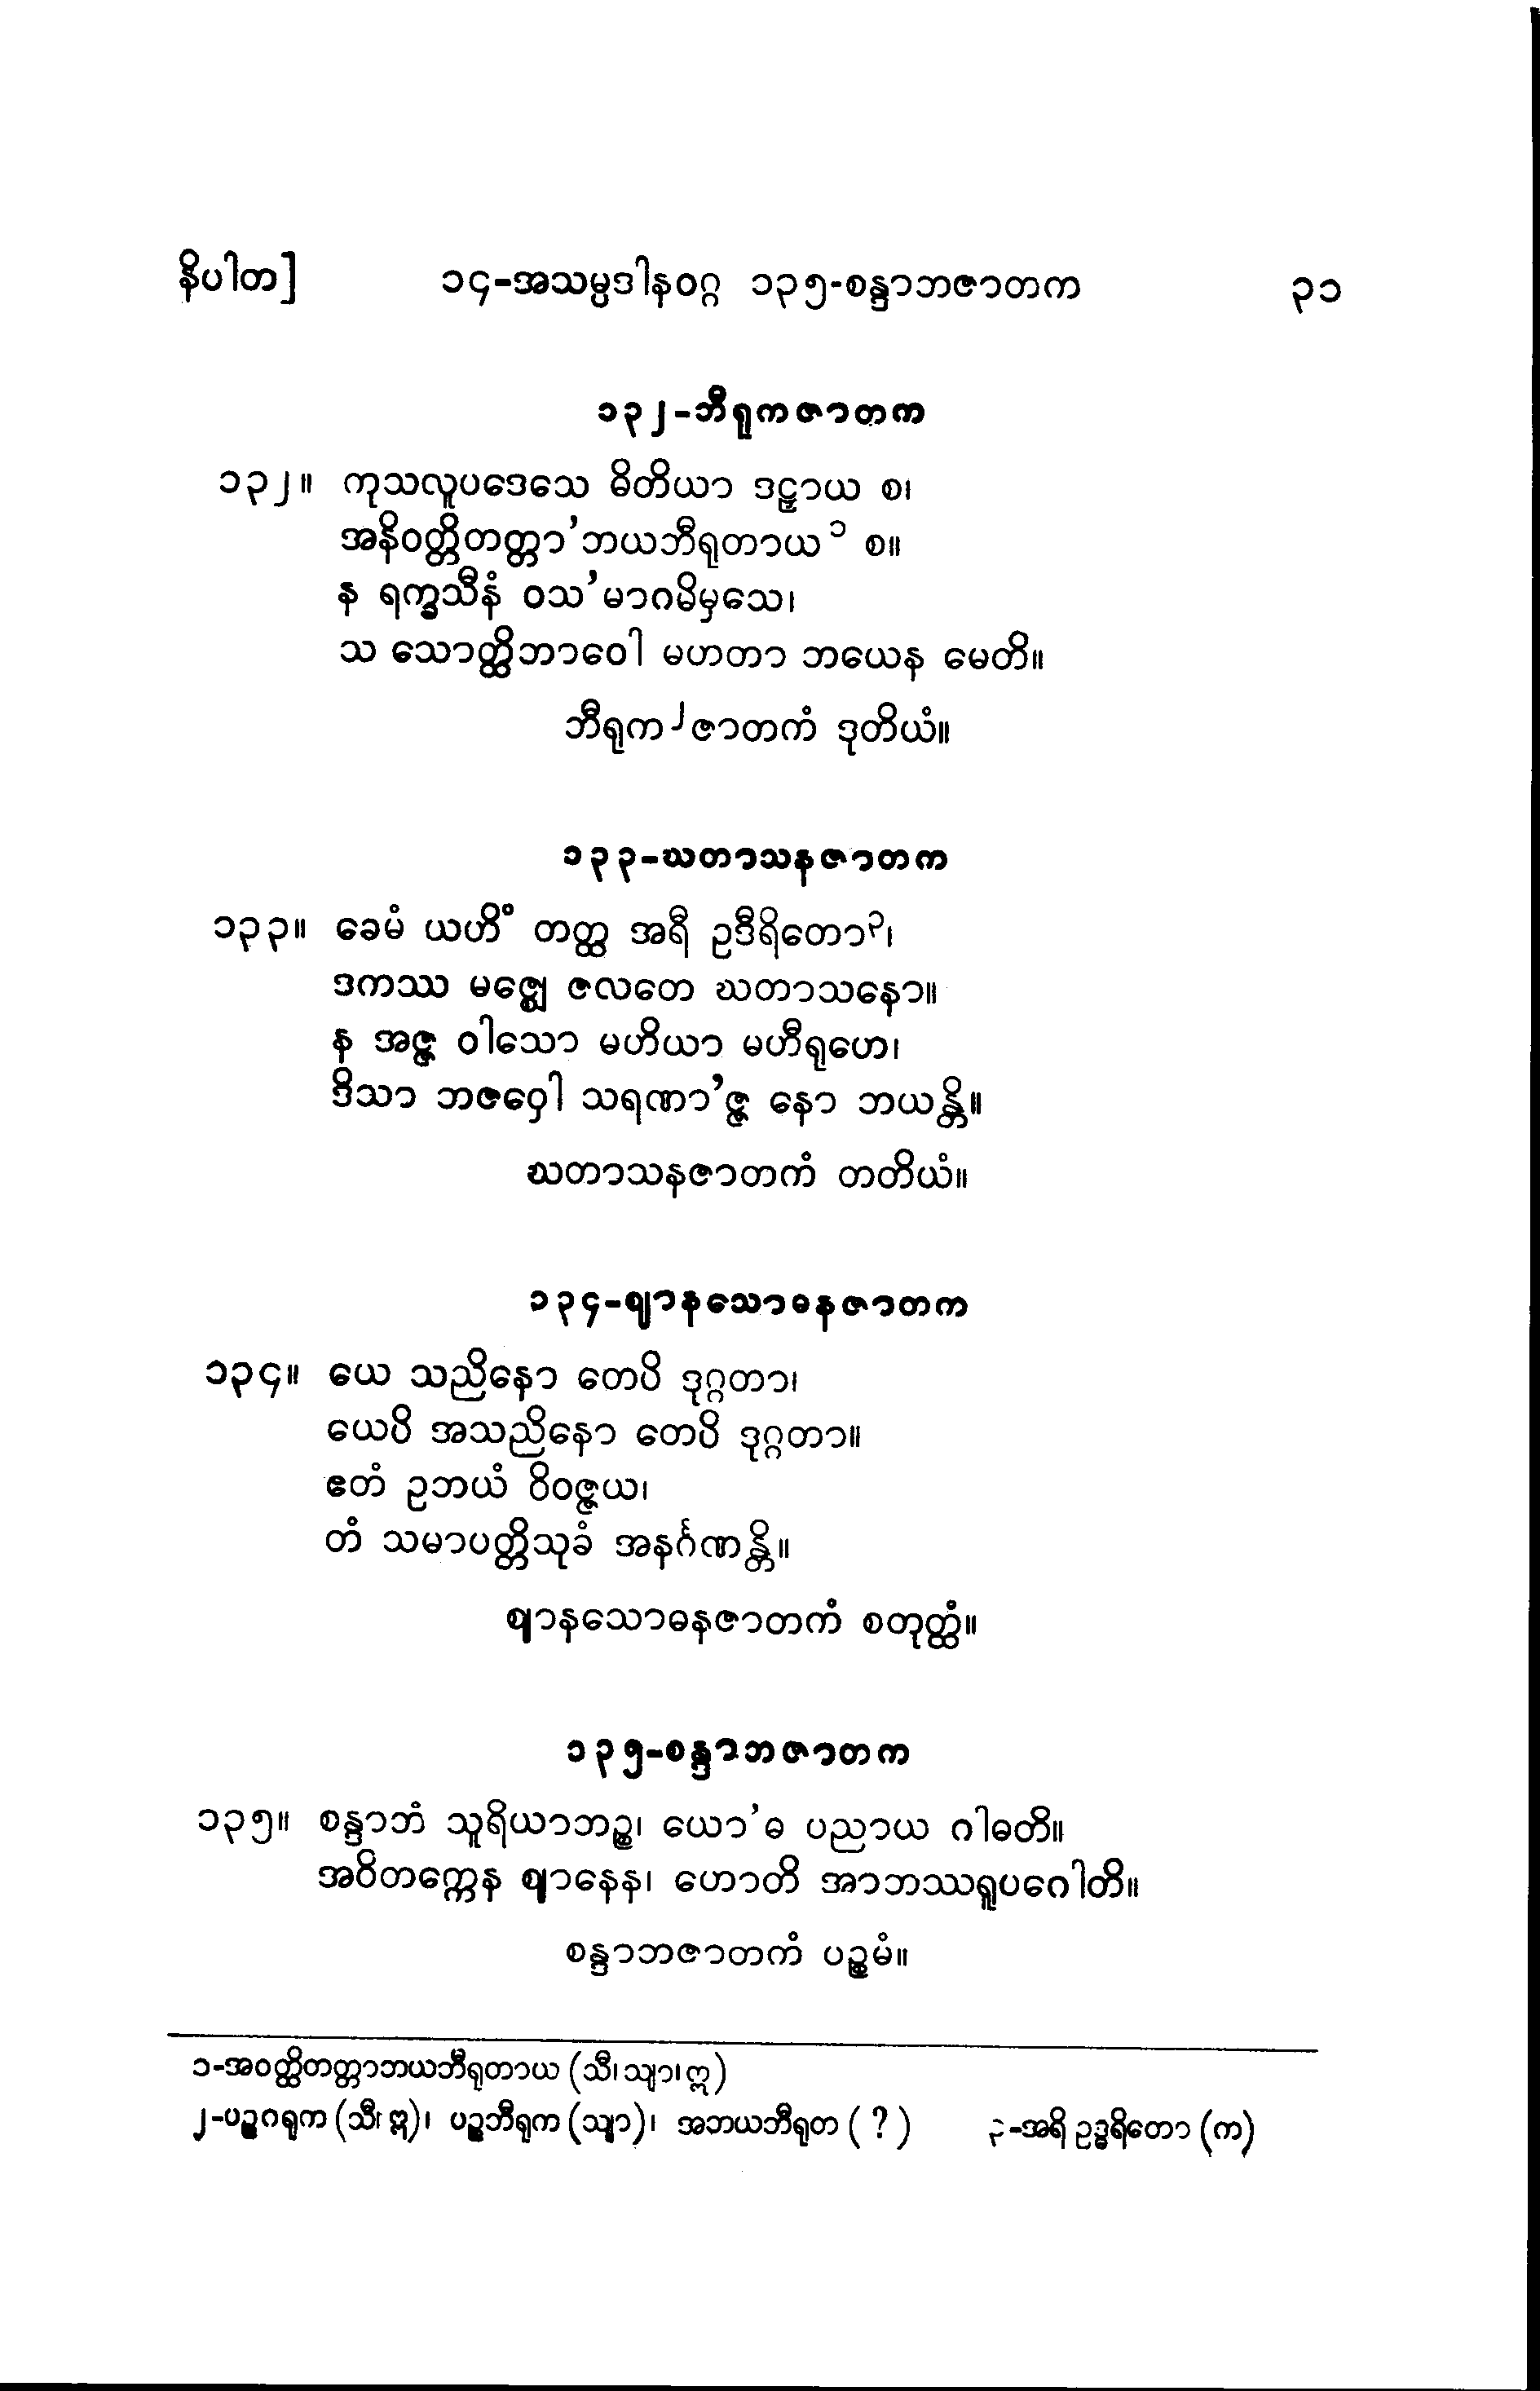 နိပါတ] ၁၄-အသမ္ပဒါနဝဂ္ဂ ၁၃၅-စန္ဒာဘဇာတက ၃၁
၁၃၂-ဘီရုကဇာတက
၁၃၂။ ကုသလူပဒေသေ ဓိတိယာ ဒဠှာယ စ၊
အနိဝတ္တိတတ္တာ’ဘယဘီရုတာယ ၁ စ။
န ရက္ခသီနံ ဝသ’မာဂမိမှသေ၊
သ သောတ္ထိဘာဝေါ မဟတာ ဘယေန မေတိ။
ဘီရုက ၂ ဇာတကံ ဒုတိယံ။
၁၃၃-ဃတာသနဇာတက
၁၃၃။ ခေမံ ယဟိံ တတ္ထ အရီ ဥဒီရိတော ၃၊
ဒကဿ မဇ္ဈေ ဇလတေ ဃတာသနော။
န အဇ္ဇ ဝါသော မဟိယာ မဟီရုဟေ၊
ဒိသာ ဘဇဝှေါ သရဏာ’ဇ္ဇ နော ဘယန္တိ။
ဃတာသနဇာတကံ တတိယံ။
၁၃၄-ဈာနသောဓနဇာတက
၁၃၄။ ယေ သညိနော တေပိ ဒုဂ္ဂတာ၊
ယေပိ အသညိနော တေပိ ဒုဂ္ဂတာ။
ဧတံ ဥဘယံ ဝိဝဇ္ဇယ၊
တံ သမာပတ္တိသုခံ အနင်္ဂဏန္တိ။
ဈာနသောဓနဇာတကံ စတုတ္ထံ။
၁၃၅-စန္ဒာဘဇာတက
၁၃၅။ စန္ဒာဘံ သူရိယာဘဉ္စ၊ ယော’ဓ ပညာယ ဂါဓတိ။
အဝိတက္ကေန ဈာနေန၊ ဟောတိ အာဘဿရူပဂေါတိ။
စန္ဒာဘဇာတကံ ပဉ္စမံ။
၁-အဝတ္ထိတတ္တာဘယဘီရုတာယ (သီ၊ သျာ၊ ဣ)
၂-ပဉ္စဂရုက (သီ၊ ဣ)၊ ပဉ္စဘီရုက (သျာ)၊ အဘယဘီရုတ ( ? ) ၃-အရိ ဥဒ္ဓရိတော (က)